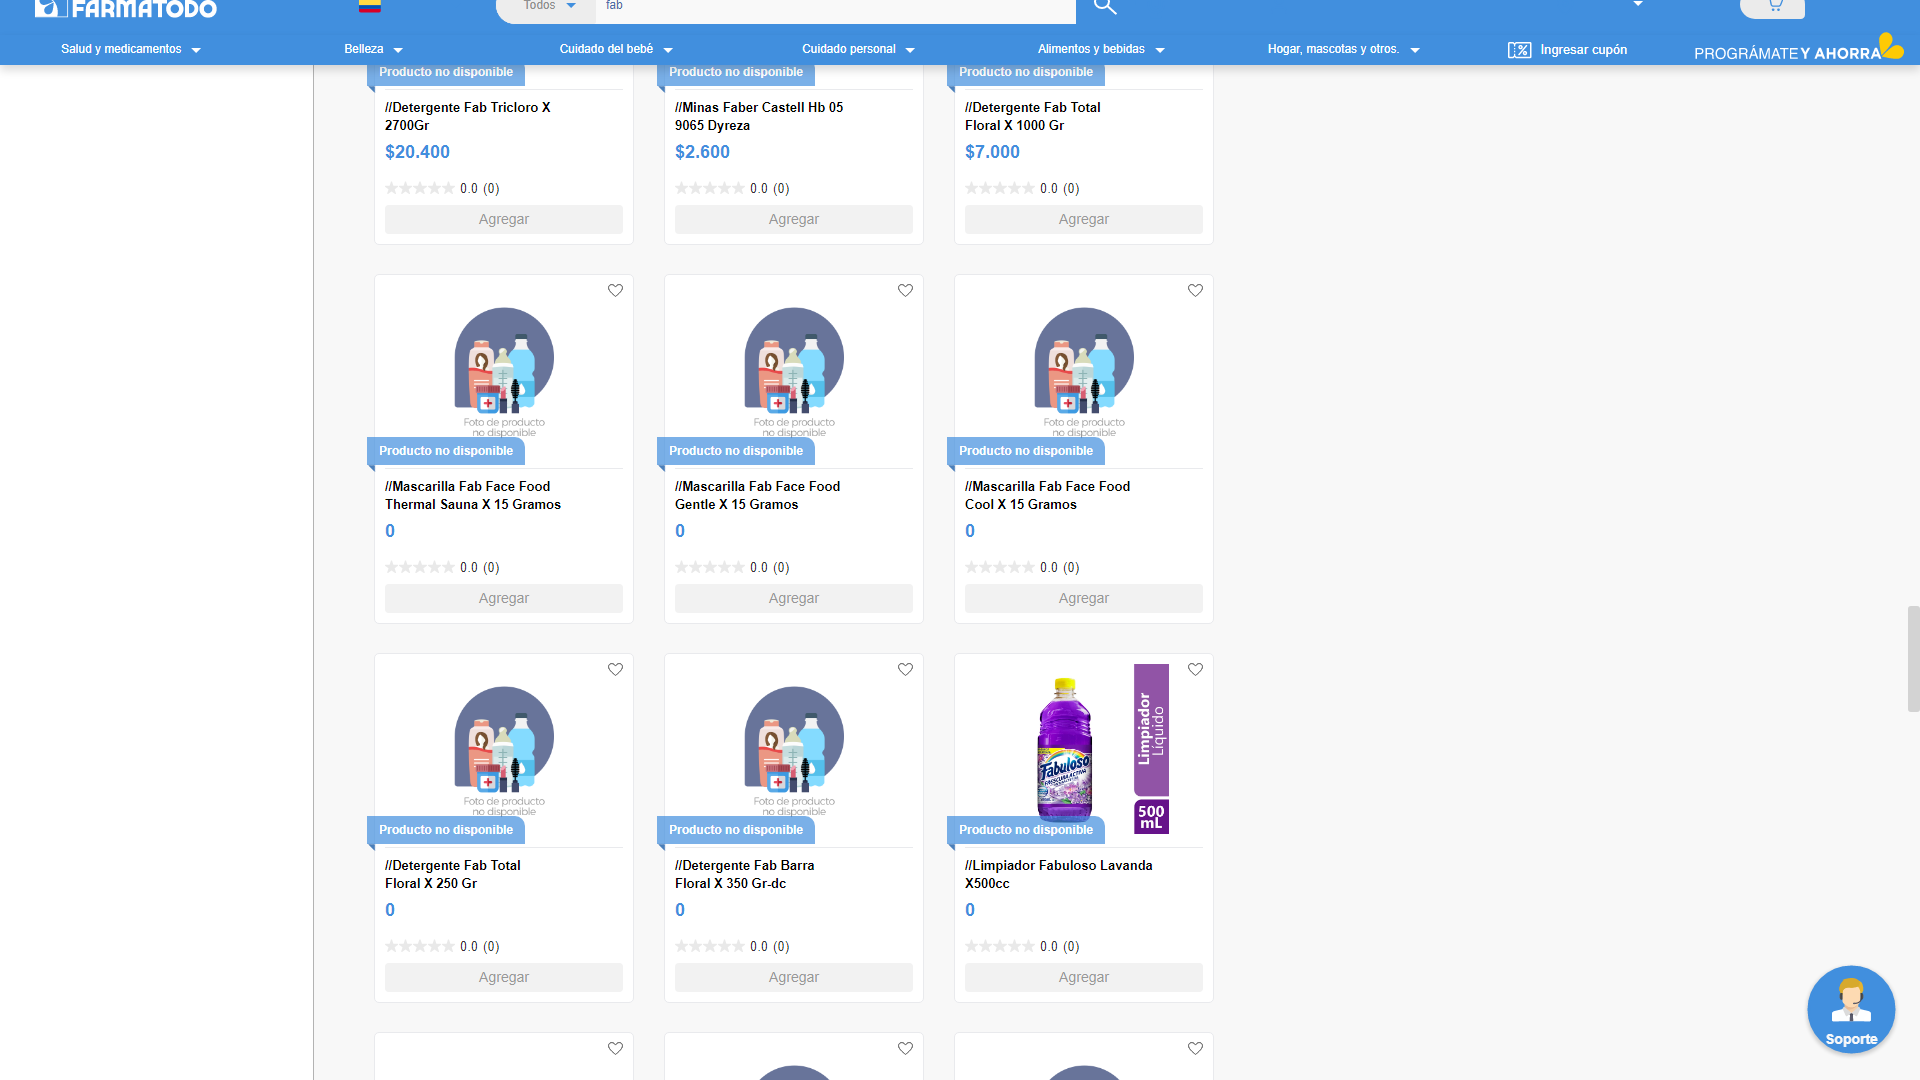 FARMATODO
Todos
fab
Salud y medicamentos
Belleza
Cuidado del bebé
Cuidado personal
Alimentos y bebidas
Hogar, mascotas y otros.
Ingresar cupón
PROGRÁMATE Y AHORRA
Producto no disponible
//Detergente Fab Tricloro X
2700Gr
$20.400
0.0 (0)
Agregar
Producto no disponible
//Minas Faber Castell Hb 05
9065 Dyreza
$2.600
0.0 (0)
Agregar
Producto no disponible
//Detergente Fab Total
Floral X 1000 Gr
$7.000
0.0 (0)
Agregar
Foto de producto
no disponible
Producto no disponible
//Mascarilla Fab Face Food
Thermal Sauna X 15 Gramos
0
0.0 (0)
Agregar
Foto de producto
no disponible
Producto no disponible
//Mascarilla Fab Face Food
Gentle X 15 Gramos
0
0.0 (0)
Agregar
Foto de producto
no disponible
Producto no disponible
//Mascarilla Fab Face Food
Cool X 15 Gramos
0
0.0 (0)
Agregar
Foto de producto
no disponible
Producto no disponible
//Detergente Fab Total
Floral X 250 Gr
0
0.0 (0)
Agregar
Foto de producto
no disponible
Producto no disponible
//Detergente Fab Barra
Floral X 350 Gr-dc
0
0.0 (0)
Agregar
Fabuloso
FRESCURA ACTIVA
Limpiador
Líquido
500
mL
Producto no disponible
//Limpiador Fabuloso Lavanda
X500cc
0
0.0 (0)
Agregar
Soporte